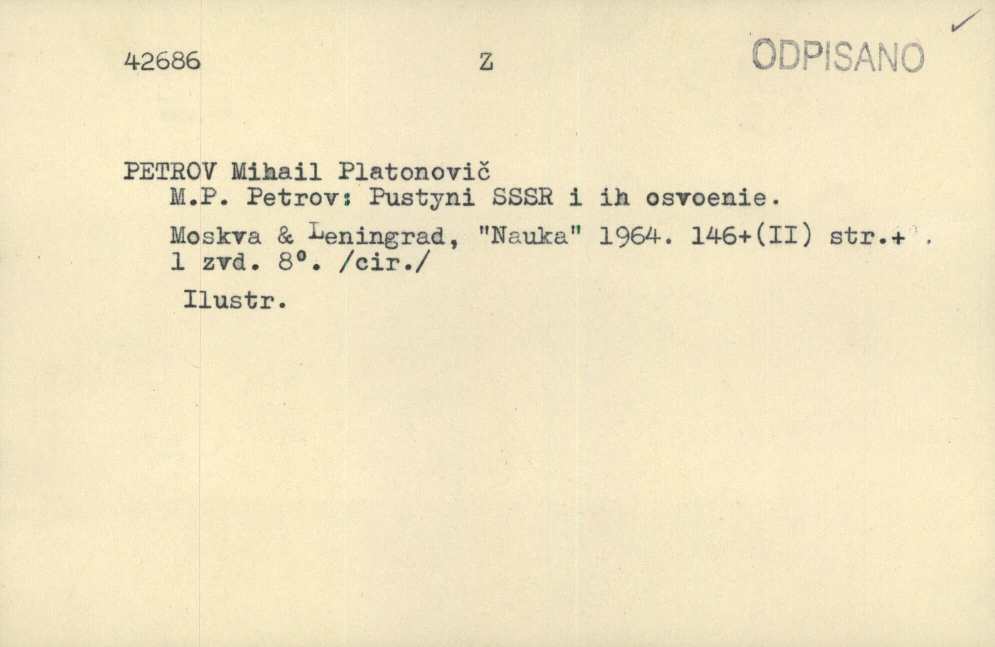 42686 Z ODPISANO
PETROV Mihail Platonovič
M.P. Petrov: Pustyni SSSR i ih osvoenie.
Moskva & Leningrad, "Nauka" 1964. 146+(II) str.+ .
1 zvd. 8°. /cir./
Ilustr.